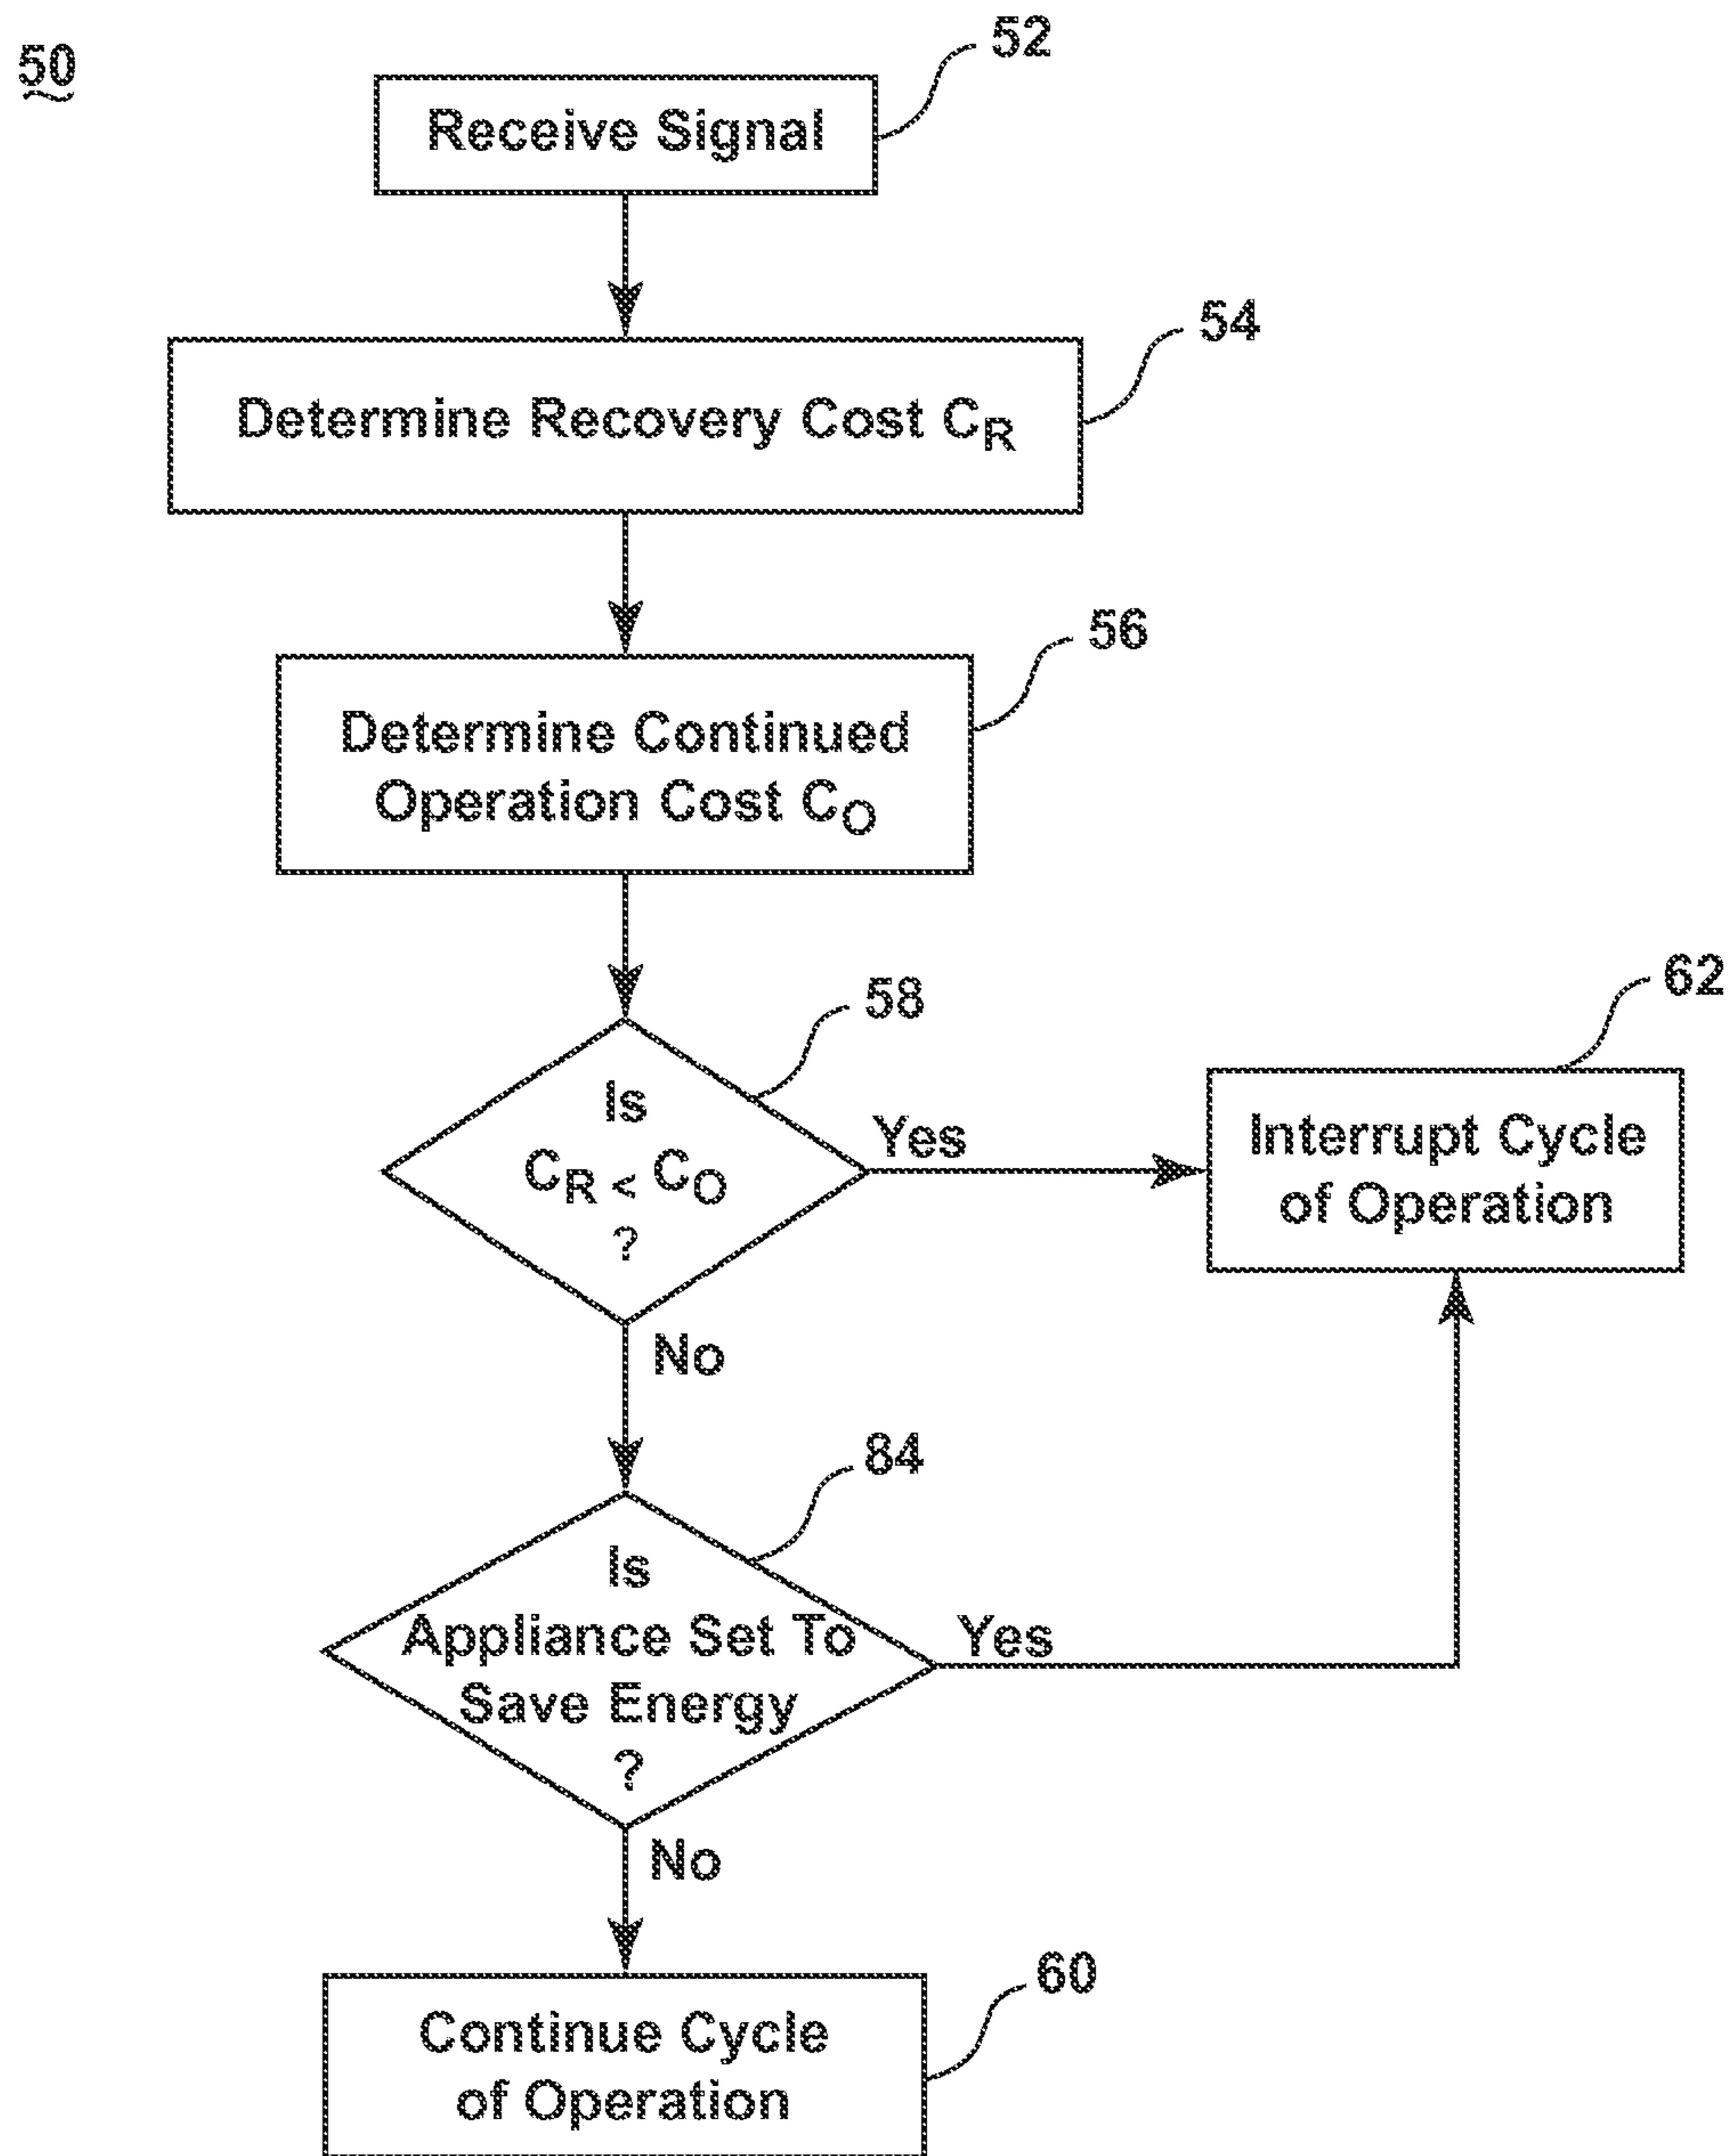 50
52
Receive Signal
54
Determine Recovery Cost CR
56
Determine Continued
Operation Cost CO
58
62
Is
CR < CO
?
Yes
Interrupt Cycle
of Operation
No
84
Is
Appliance Set To
Save Energy
?
Yes
No
60
Continue Cycle
of Operation